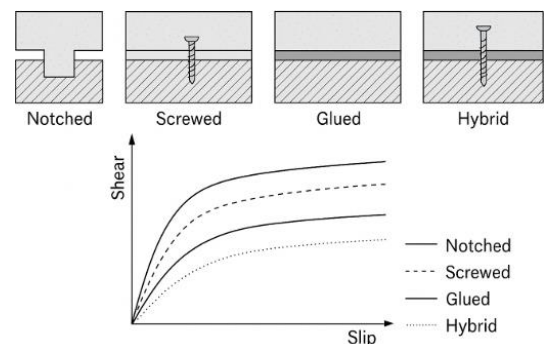 Notched Screwed Glued Hybrid
Shear
Notched
Screwed
Glued
Hybrid
Slip